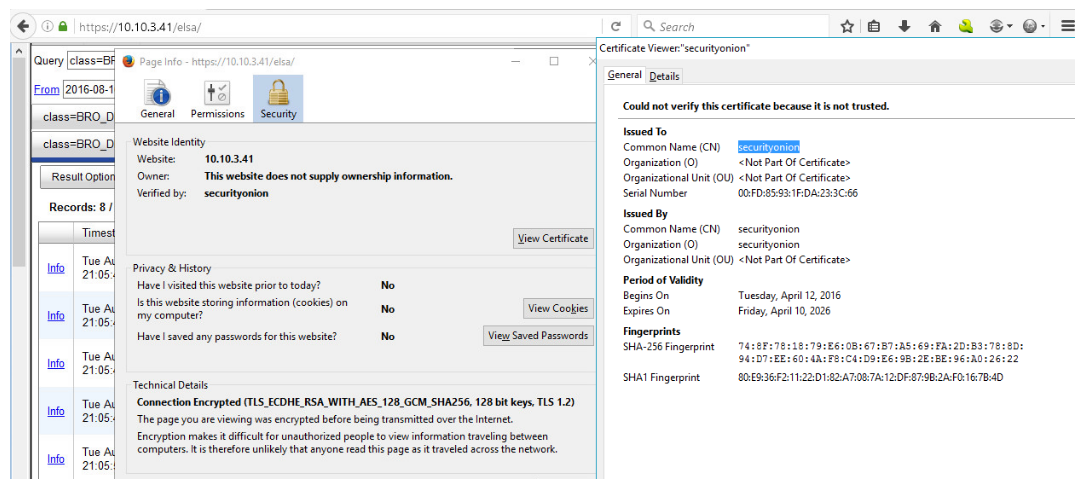 https://10.10.3.41/elsa/
Search
Query class=BF
From 2016-08-1
class=BRO_D
class=BRO_D
Result Option
Records: 8 /
Timest
Info Tue Au
21:05:
Info Tue Au
21:05:
Info Tue Au
21:05:
Info Tue Au
21:05:
Info Tue Au
21:05:
Page Info - https://10.10.3.41/elsa/
General Permissions Security
Website Identity
Website: 10.10.3.41
Owner: This website does not supply ownership information.
Verified by: securityonion
View Certificate
Privacy & History
Have I visited this website prior to today? No
Is this website storing information (cookies) on
my computer? No
View Cookies
Have I saved any passwords for this website? No
View Saved Passwords
Technical Details
Connection Encrypted (TLS_ECDHE_RSA_WITH_AES_128_GCM_SHA256, 128 bit keys, TLS 1.2)
The page you are viewing was encrypted before being transmitted over the Internet.
Encryption makes it difficult for unauthorized people to view information traveling between
computers. It is therefore unlikely that anyone read this page as it traveled across the network.
Certificate Viewer:"securityonion"
General Details
Could not verify this certificate because it is not trusted.
Issued To
Common Name (CN) securityonion
Organization (O) <Not Part Of Certificate>
Organizational Unit (OU) <Not Part Of Certificate>
Serial Number 00:FD:85:93:1F:DA:23:3C:66
Issued By
Common Name (CN) securityonion
Organization (O) securityonion
Organizational Unit (OU) <Not Part Of Certificate>
Period of Validity
Begins On Tuesday, April 12, 2016
Expires On Friday, April 10, 2026
Fingerprints
SHA-256 Fingerprint 74:8F:78:18:79:E6:0B:67:B7:A5:69:FA:2D:B3:78:8D:
94:D7:EE:60:4A:F8:C4:D9:E6:9B:2E:BE:96:A0:26:22
SHA1 Fingerprint 80:E9:36:F2:11:22:D1:82:A7:08:7A:12:DF:87:9B:2A:F0:16:7B:4D